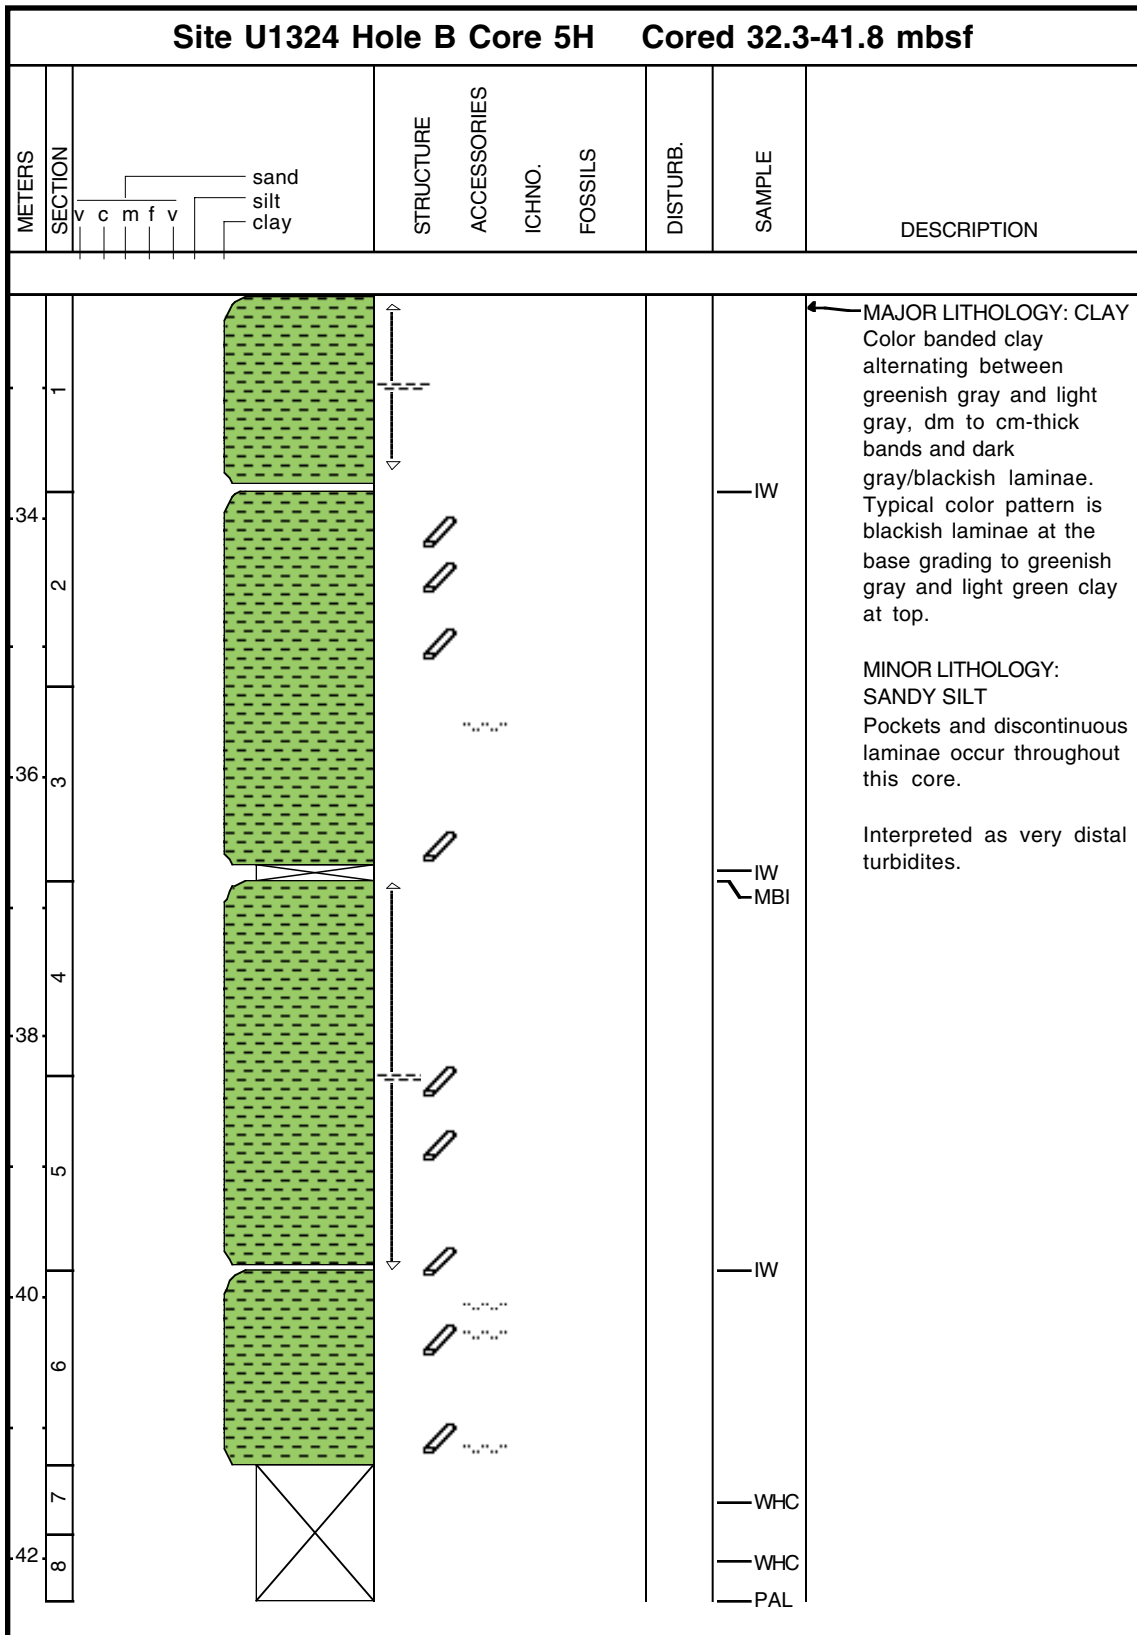 Site U1324 Hole B Core 5H Cored 32.3-41.8 mbsf
METERS
SECTION
sand
silt
clay
v c m f v
STRUCTURE
ACCESSORIES
ICHNO.
FOSSILS
DISTURB.
SAMPLE
DESCRIPTION
1
2
3
4
5
6
7
8
34
36
38
40
42
IW
IW
MBI
IW
WHC
WHC
PAL
MAJOR LITHOLOGY: CLAY
Color banded clay
alternating between
greenish gray and light
gray, dm to cm-thick
bands and dark
gray/blackish laminae.
Typical color pattern is
blackish laminae at the
base grading to greenish
gray and light green clay
at top.
MINOR LITHOLOGY:
SANDY SILT
Pockets and discontinuous
laminae occur throughout
this core.
Interpreted as very distal
turbidites.